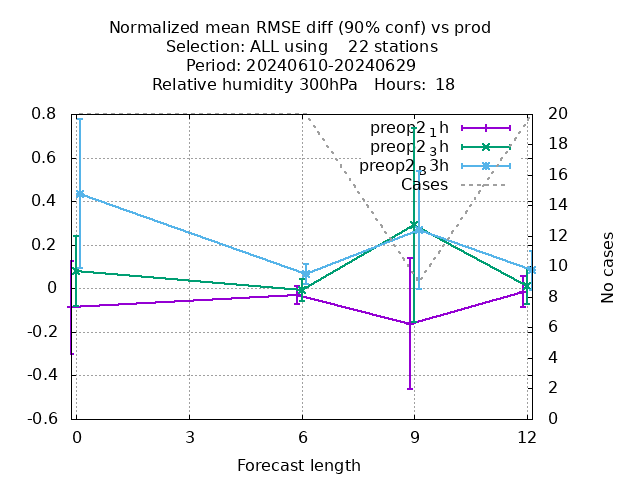 Normalized mean RMSE diff (90% conf) vs prod
Selection: ALL using    22 stations
Period: 20240610-20240629
Relative humidity 300hPa   Hours:  18
preop2₁h
preop2₃h
preop2₃3h
Cases
0.8
0.6
0.4
0.2
0
-0.2
-0.4
-0.6
20
18
16
14
12
10
8
6
4
2
0
No cases
0 3 6 9 12
Forecast length